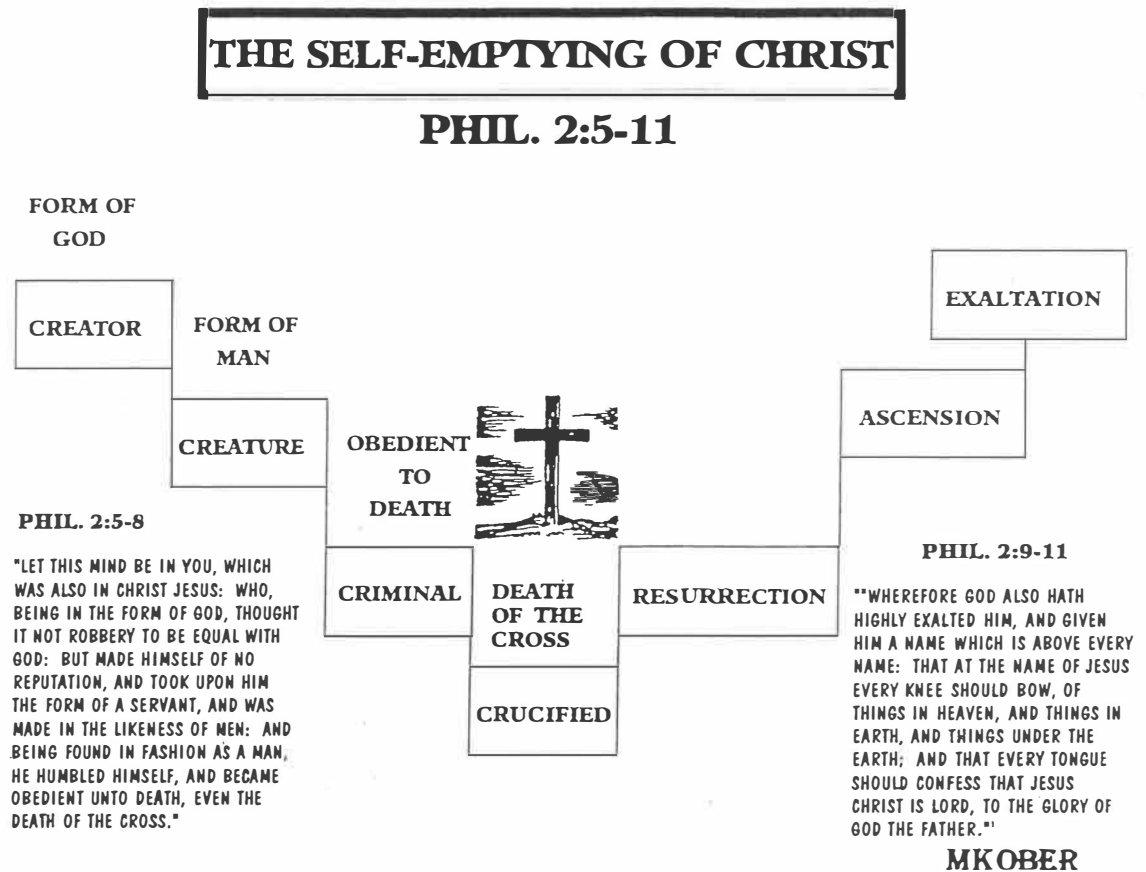 THE SELF-EMPTYING OF CHRIST
PHIL. 2:5-11
FORM OF
GOD
CREATOR
FORM OF
MAN
CREATURE
OBEDIENT
TO
DEATH
CRIMINAL
DEATH
OF THE
CROSS
CRUCIFIED
RESURRECTION
ASCENSION
EXALTATION
PHIL. 2:5-8
"LET THIS MIND BE IN YOU, WHICH
WAS ALSO IN CHRIST JESUS: WHO,
BEING IN THE FORM OF GOD, THOUGHT
IT NOT ROBBERY TO BE EQUAL WITH
GOD: BUT MADE HIMSELF OF NO
REPUTATION, AND TOOK UPON HIM
THE FORM OF A SERVANT, AND WAS
MADE IN THE LIKENESS OF MEN: AND
BEING FOUND IN FASHION AS A MAN,
HE HUMBLED HIMSELF, AND BECAME
OBEDIENT UNTO DEATH, EVEN THE
DEATH OF THE CROSS."
PHIL. 2:9-11
""WHEREFORE GOD ALSO HATH
HIGHLY EXALTED HIM, AND GIVEN
HIM A NAME WHICH IS ABOVE EVERY
NAME: THAT AT THE NAME OF JESUS
EVERY KNEE SHOULD BOW, OF
THINGS IN HEAVEN, AND THINGS IN
EARTH, AND THINGS UNDER THE
EARTH; AND THAT EVERY TONGUE
SHOULD CONFESS THAT JESUS
CHRIST IS LORD, TO THE GLORY OF
GOD THE FATHER."'
MKOBER